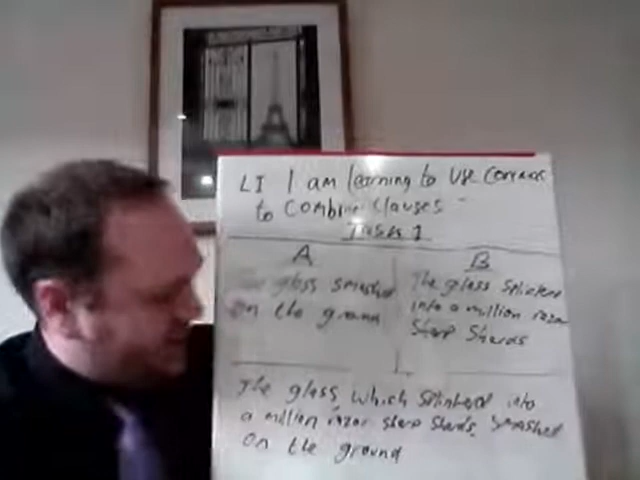 LI I am learning to use commas
to combine clauses
Task 1
A
The glass smashed
on the ground
B
The glass splintered
into a million razor
sharp shards
The glass which splintered into
a million razor sharp shards, smashed
on the ground